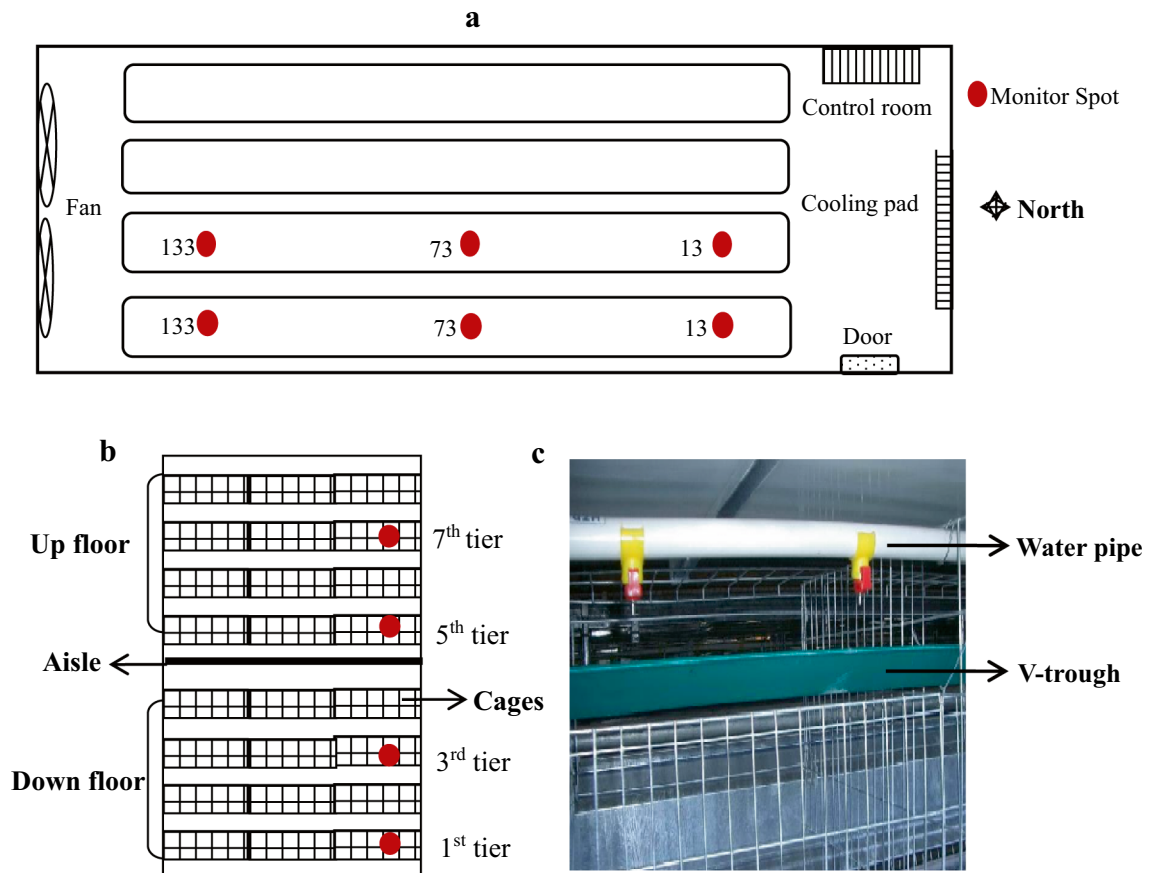 a
Control room
Monitor Spot
Fan
Cooling pad
North
133
73
13
133
73
13
Door
b
Up floor
7th tier
5th tier
Aisle
Cages
Down floor
3rd tier
1st tier
c
Water pipe
V-trough